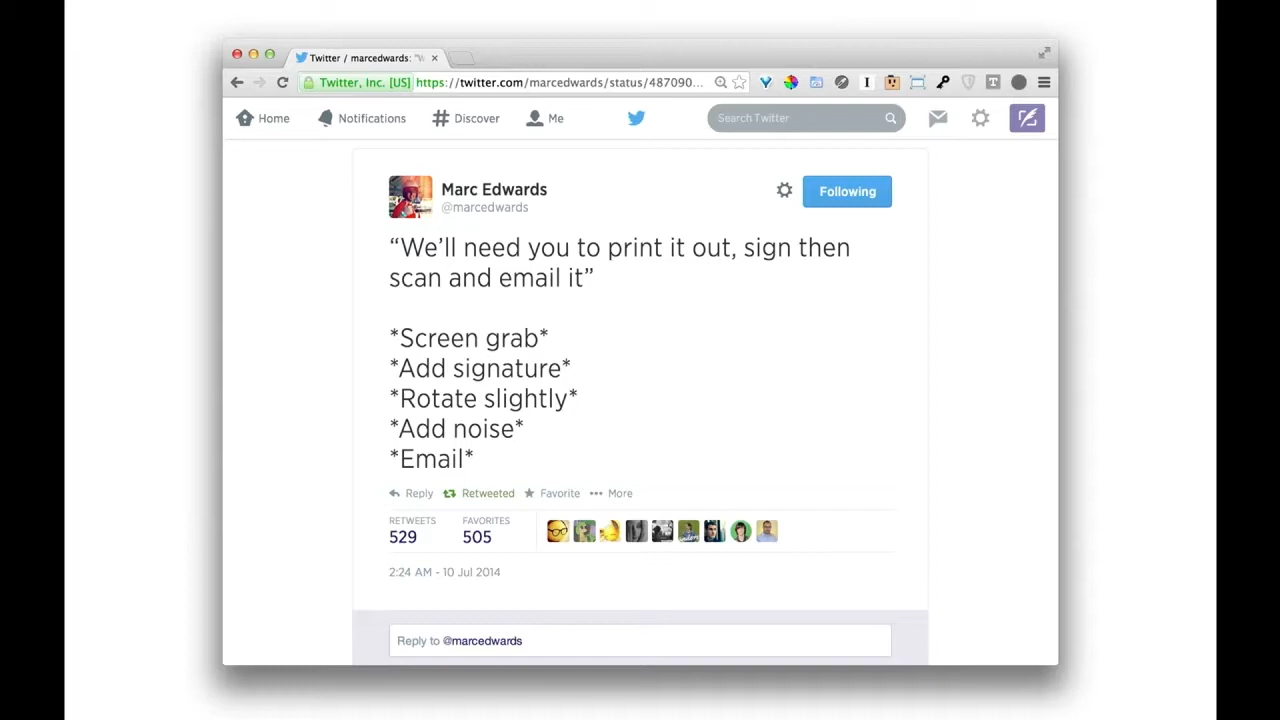 Twitter / marcedwards: "W
Twitter, Inc. [US] https://twitter.com/marcedwards/status/487090...
Home Notifications Discover Me Search Twitter
Marc Edwards
@marcedwards
Following
“We’ll need you to print it out, sign then
scan and email it”
*Screen grab*
*Add signature*
*Rotate slightly*
*Add noise*
*Email*
Reply Retweeted Favorite More
RETWEETS FAVORITES
529 505
2:24 AM - 10 Jul 2014
Reply to @marcedwards